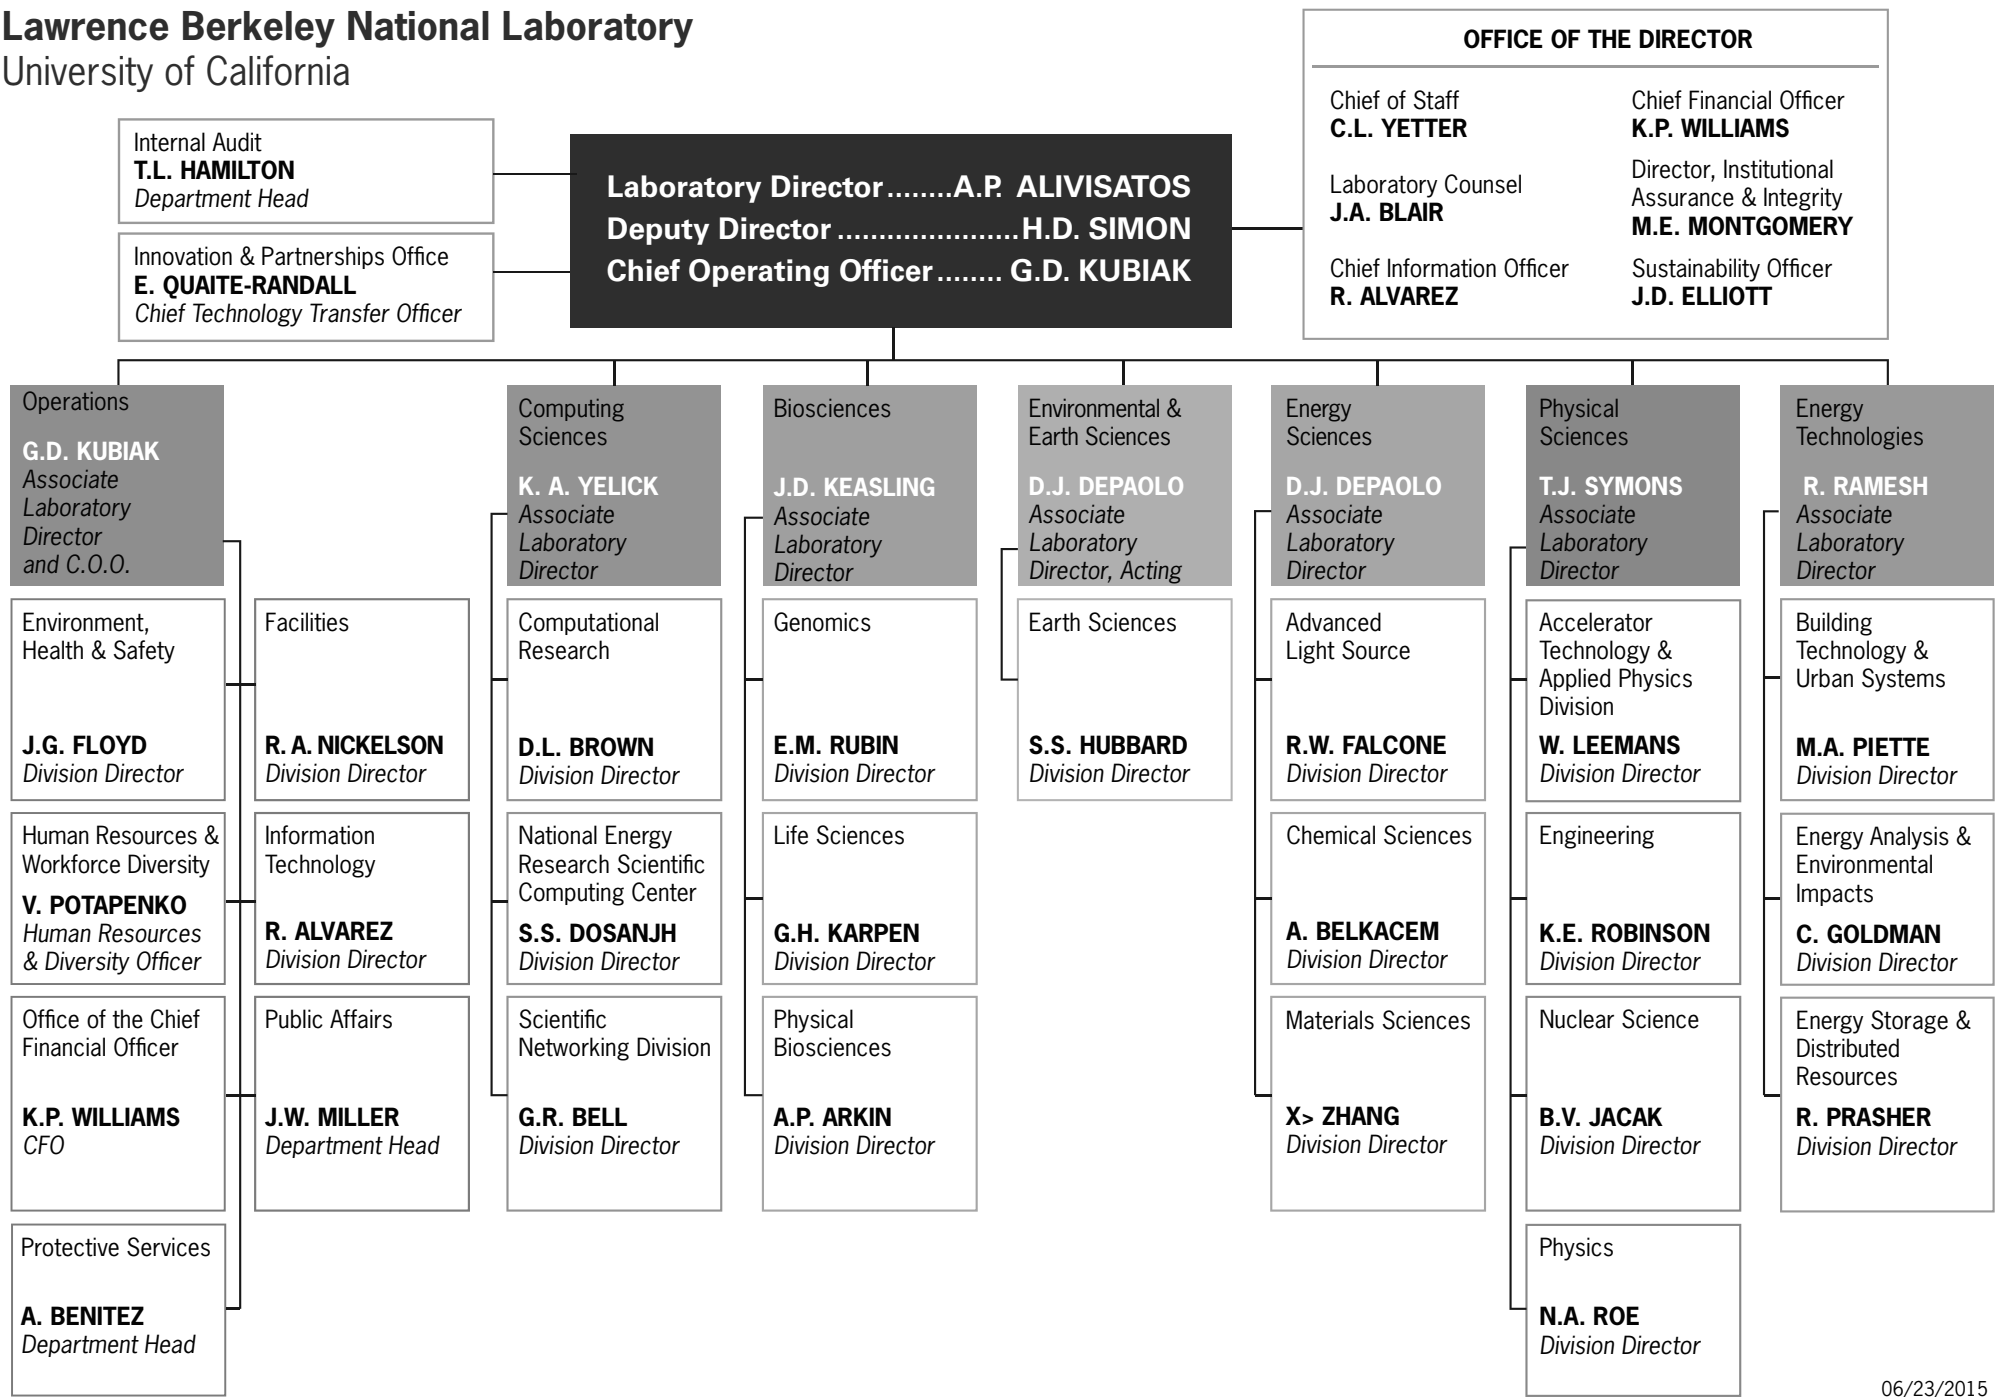 Lawrence Berkeley National Laboratory
University of California
Internal Audit
T.L. HAMILTON
Department Head
Innovation & Partnerships Office
E. QUAITE-RANDALL
Chief Technology Transfer Officer
Laboratory Director........A.P. ALIVISATOS
Deputy Director ......................H.D. SIMON
Chief Operating Officer........ G.D. KUBIAK
OFFICE OF THE DIRECTOR
Chief of Staff
C.L. YETTER
Laboratory Counsel
J.A. BLAIR
Chief Information Officer
R. ALVAREZ
Chief Financial Officer
K.P. WILLIAMS
Director, Institutional
Assurance & Integrity
M.E. MONTGOMERY
Sustainability Officer
J.D. ELLIOTT
Operations
G.D. KUBIAK
Associate
Laboratory
Director
and C.O.O.
Environment,
Health & Safety
J.G. FLOYD
Division Director
Human Resources &
Workforce Diversity
V. POTAPENKO
Human Resources
& Diversity Officer
Office of the Chief
Financial Officer
K.P. WILLIAMS
CFO
Protective Services
A. BENITEZ
Department Head
Facilities
R. A. NICKELSON
Division Director
Information
Technology
R. ALVAREZ
Division Director
Public Affairs
J.W. MILLER
Department Head
Computing
Sciences
K. A. YELICK
Associate
Laboratory
Director
Computational
Research
D.L. BROWN
Division Director
National Energy
Research Scientific
Computing Center
S.S. DOSANJH
Division Director
Scientific
Networking Division
G.R. BELL
Division Director
Biosciences
J.D. KEASLING
Associate
Laboratory
Director
Genomics
E.M. RUBIN
Division Director
Life Sciences
G.H. KARPEN
Division Director
Physical
Biosciences
A.P. ARKIN
Division Director
Environmental &
Earth Sciences
D.J. DEPAOLO
Associate
Laboratory
Director, Acting
Earth Sciences
S.S. HUBBARD
Division Director
Energy
Sciences
D.J. DEPAOLO
Associate
Laboratory
Director
Advanced
Light Source
R.W. FALCONE
Division Director
Chemical Sciences
A. BELKACEM
Division Director
Materials Sciences
X> ZHANG
Division Director
Physical
Sciences
T.J. SYMONS
Associate
Laboratory
Director
Accelerator
Technology &
Applied Physics
Division
W. LEEMANS
Division Director
Engineering
K.E. ROBINSON
Division Director
Nuclear Science
B.V. JACAK
Division Director
Physics
N.A. ROE
Division Director
Energy
Technologies
R. RAMESH
Associate
Laboratory
Director
Building
Technology &
Urban Systems
M.A. PIETTE
Division Director
Energy Analysis &
Environmental
Impacts
C. GOLDMAN
Division Director
Energy Storage &
Distributed
Resources
R. PRASHER
Division Director
06/23/2015